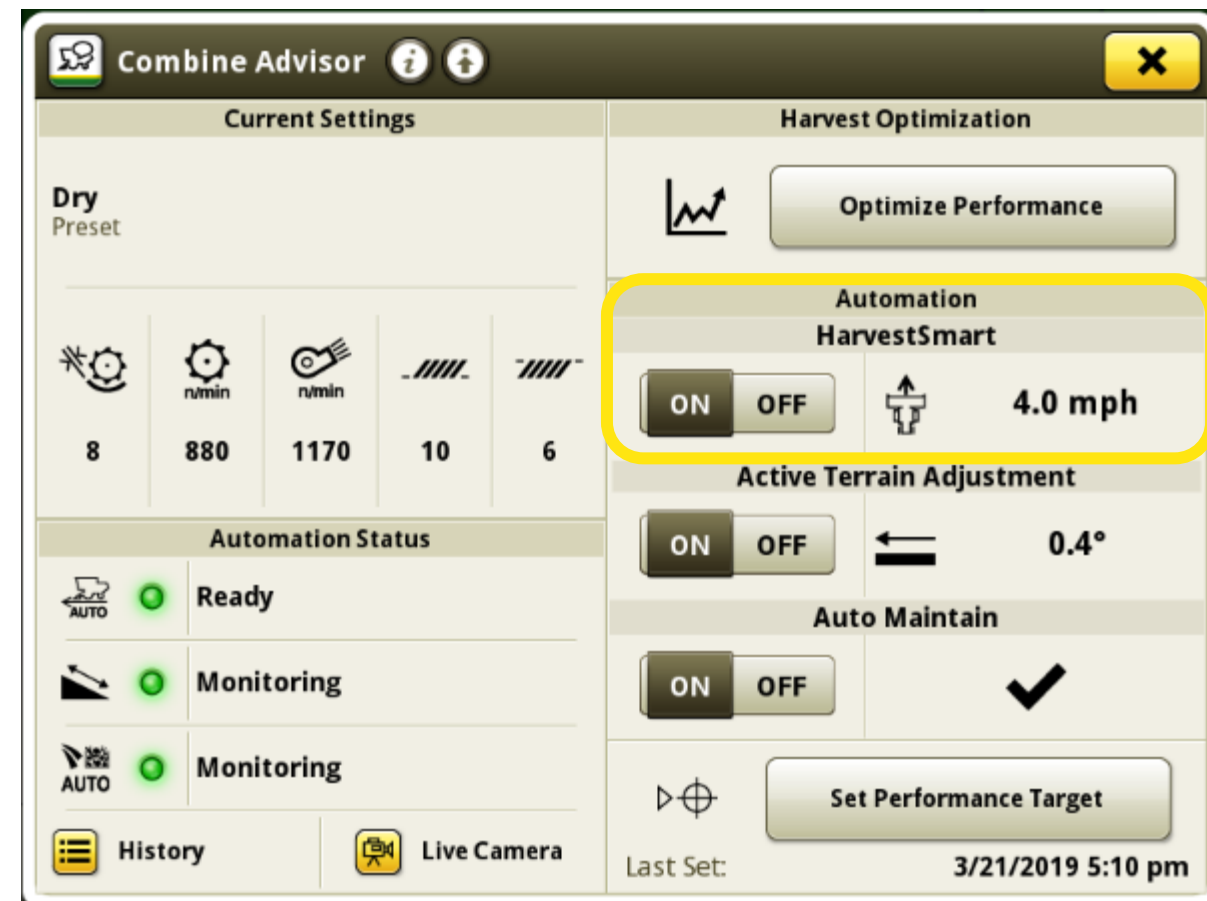 Combine Advisor
Current Settings
Dry
Preset
n/min
n/min
8 880 1170 10 6
Automation Status
AUTO Ready
Monitoring
AUTO Monitoring
History Live Camera
Harvest Optimization
Optimize Performance
Automation
HarvestSmart
ON OFF 4.0 mph
Active Terrain Adjustment
ON OFF 0.4°
Auto Maintain
ON OFF
Set Performance Target
Last Set: 3/21/2019 5:10 pm